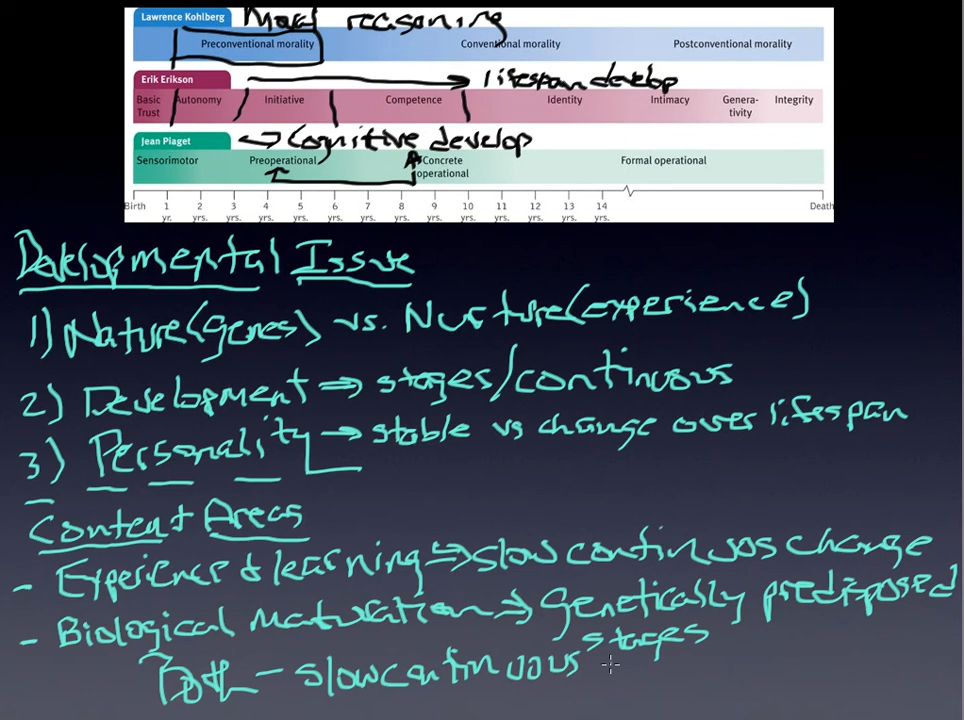 Lawrence Kohlberg Moral reasoning
Preconventional morality Conventional morality Postconventional morality
Erik Erikson lifespan develop
Basic Trust Autonomy Initiative Competence Identity Intimacy Genera-tivity Integrity
Jean Piaget Cognitive develop
Sensorimotor Preoperational Concrete operational Formal operational
Birth 1 yr. 2 yrs. 3 yrs. 4 yrs. 5 yrs. 6 yrs. 7 yrs. 8 yrs. 9 yrs. 10 yrs. 11 yrs. 12 yrs. 13 yrs. 14 yrs. Death
Developmental Issue
1) Nature(genes) vs. Nurture(experience)
2) Development ⇒ stages/continuous
3) Personality → stable vs change over lifespan
Content Areas
- Experience & learning ⇒ slow continuos change
- Biological Maturation ⇒ genetically predisposed
stages
Both - slow continuous